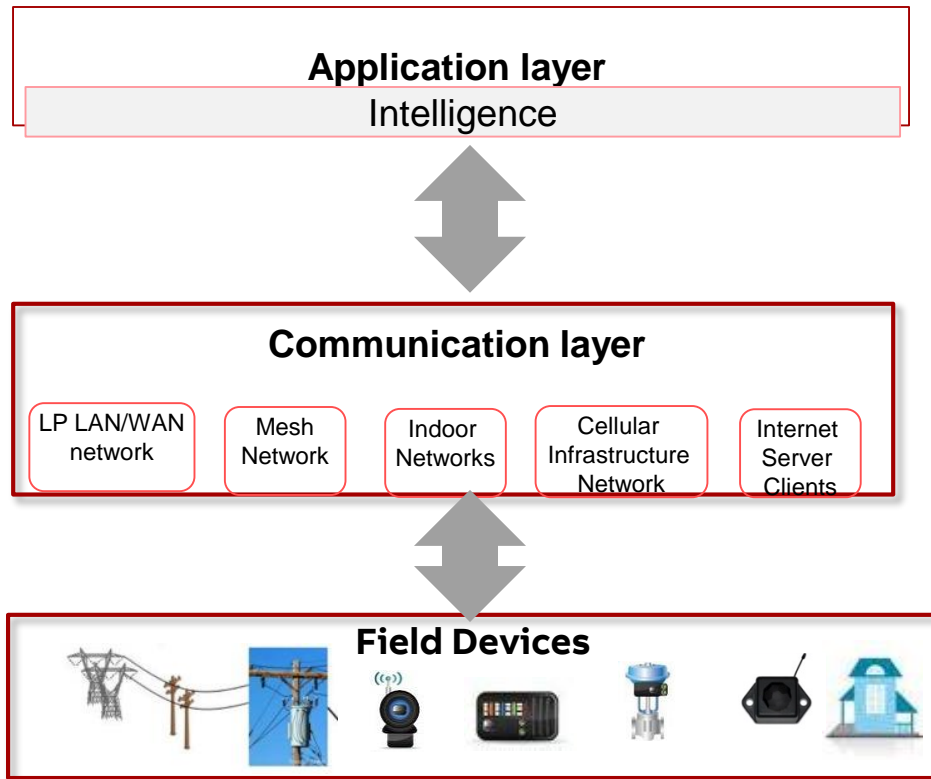 Application layer
Intelligence
Communication layer
LP LAN/WAN
network
Mesh
Network
Indoor
Networks
Cellular
Infrastructure
Network
Internet
Server
Clients
Field Devices